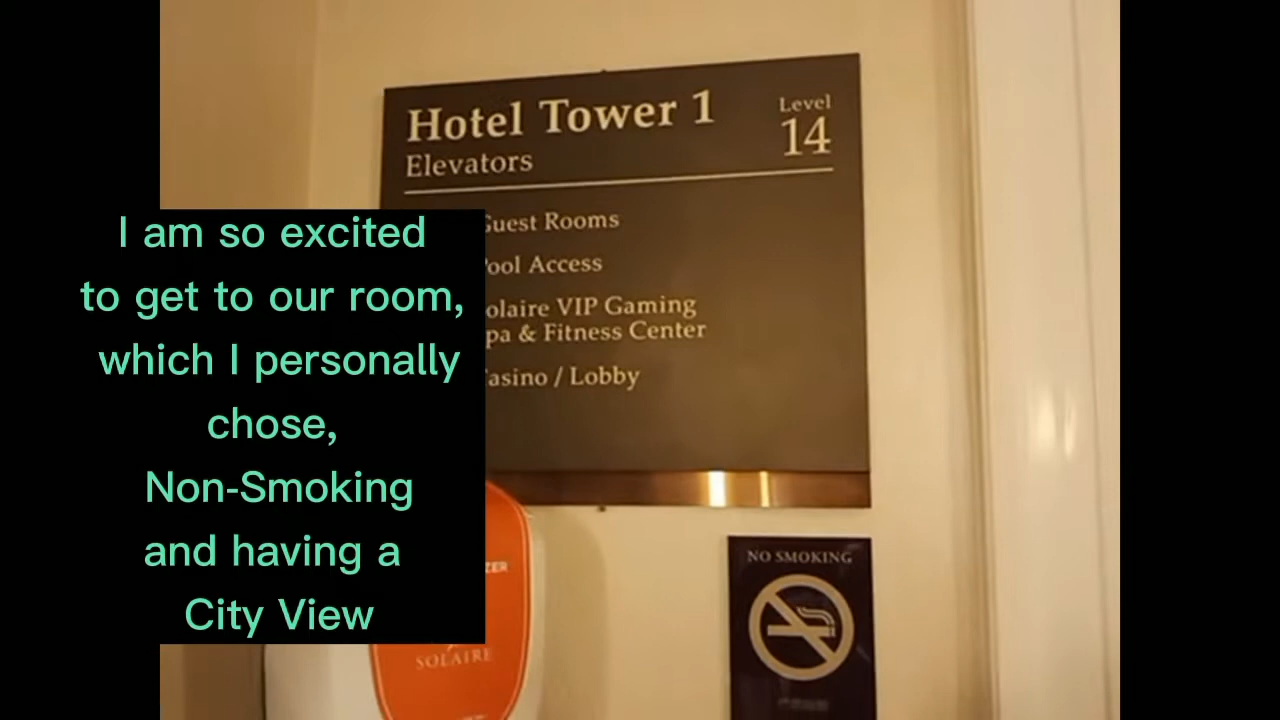 Hotel Tower 1
Level
14
Elevators
Guest Rooms
Pool Access
Solaire VIP Gaming
Spa & Fitness Center
Casino / Lobby
I am so excited
to get to our room,
which I personally
chose,
Non-Smoking
and having a
City View
NO SMOKING
SOLAIRE